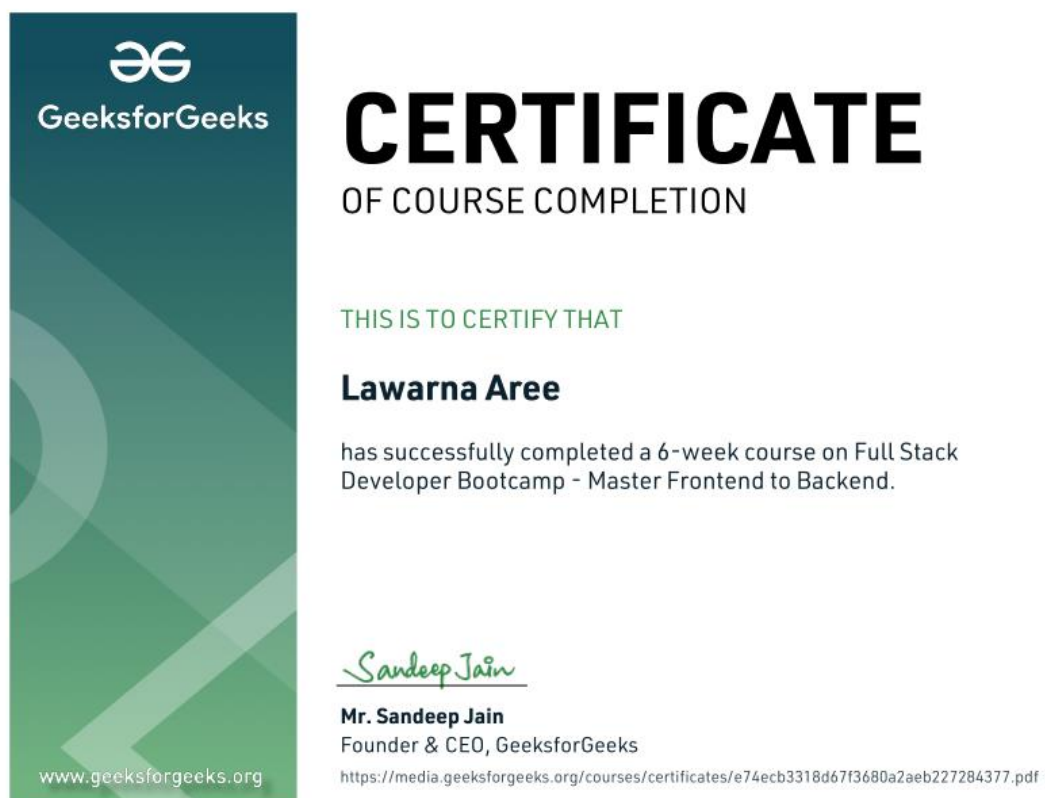 GeeksforGeeks
CERTIFICATE
OF COURSE COMPLETION
THIS IS TO CERTIFY THAT
Lawarna Aree
has successfully completed a 6-week course on Full Stack
Developer Bootcamp - Master Frontend to Backend.
Sandeep Jain
Mr. Sandeep Jain
Founder & CEO, GeeksforGeeks
www.geeksforgeeks.org
https://media.geeksforgeeks.org/courses/certificates/e74ecb3318d67f3680a2aeb227284377.pdf